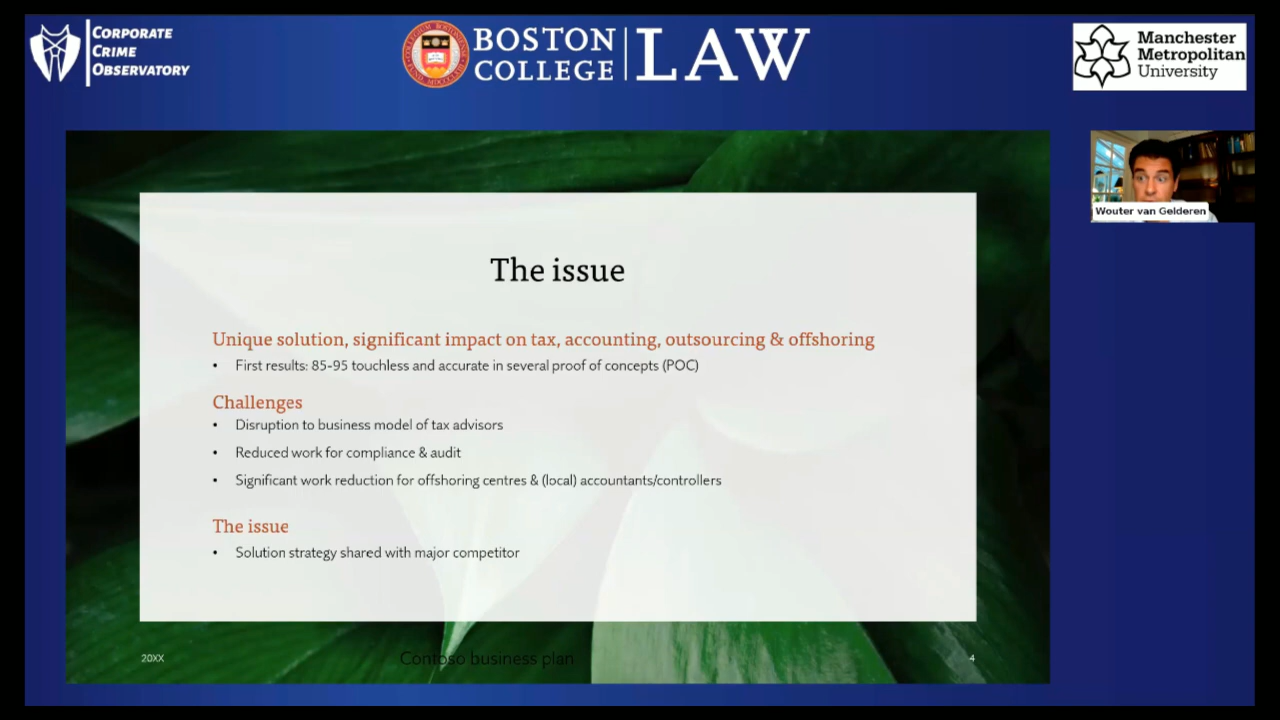 CORPORATE
CRIME
OBSERVATORY
BOSTON
COLLEGE
LAW
Manchester
Metropolitan
University
Wouter van Gelderen
The issue
Unique solution, significant impact on tax, accounting, outsourcing & offshoring
• First results: 85-95 touchless and accurate in several proof of concepts (POC)
Challenges
• Disruption to business model of tax advisors
• Reduced work for compliance & audit
• Significant work reduction for offshoring centres & (local) accountants/controllers
The issue
• Solution strategy shared with major competitor
20XX
Contoso business plan
4